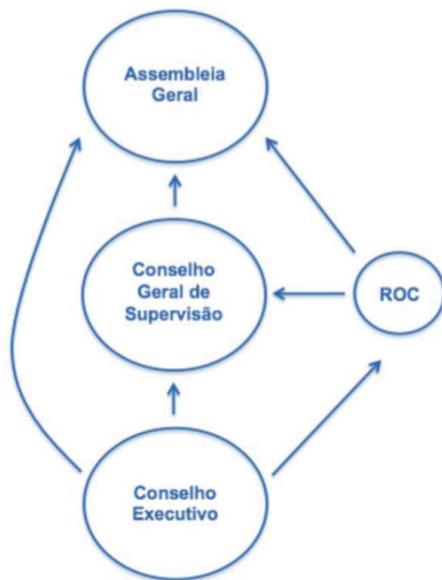 Assembleia
Geral
Conselho
Geral de
Supervisão
ROC
Conselho
Executivo